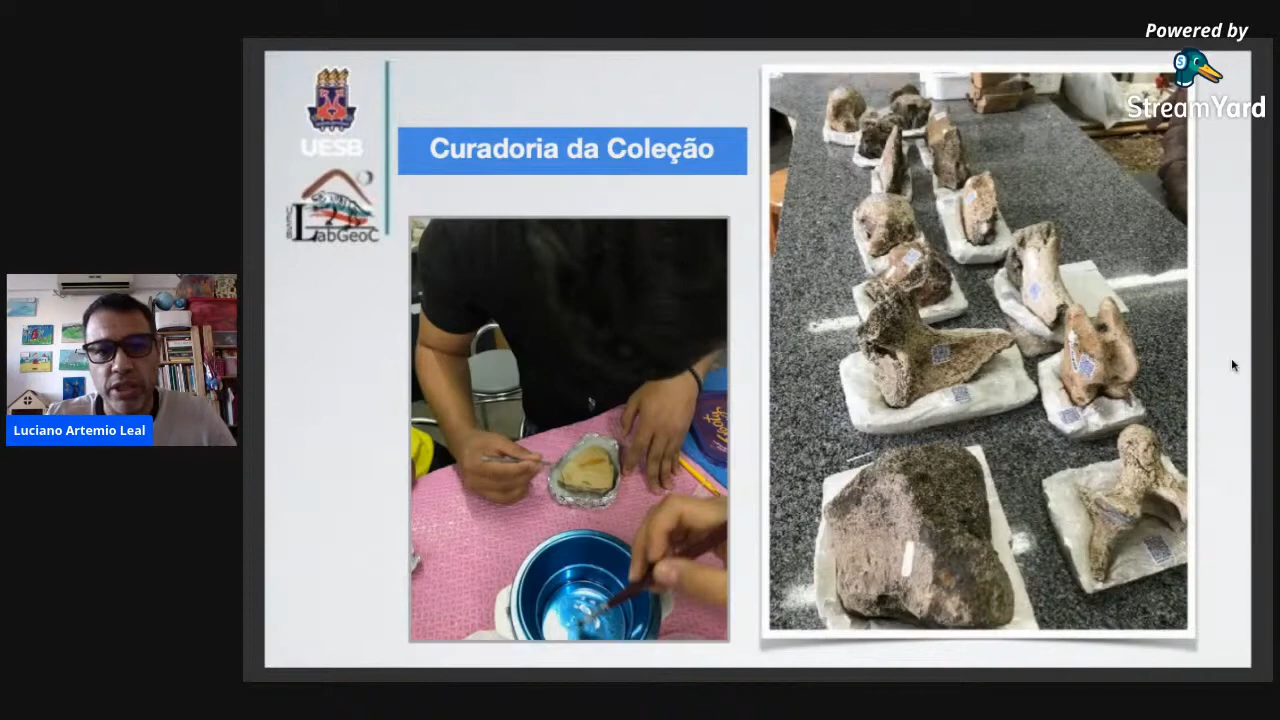 Powered by
StreamYard
UESB
Curadoria da Coleção
LabGeoC
Luciano Artemio Leal